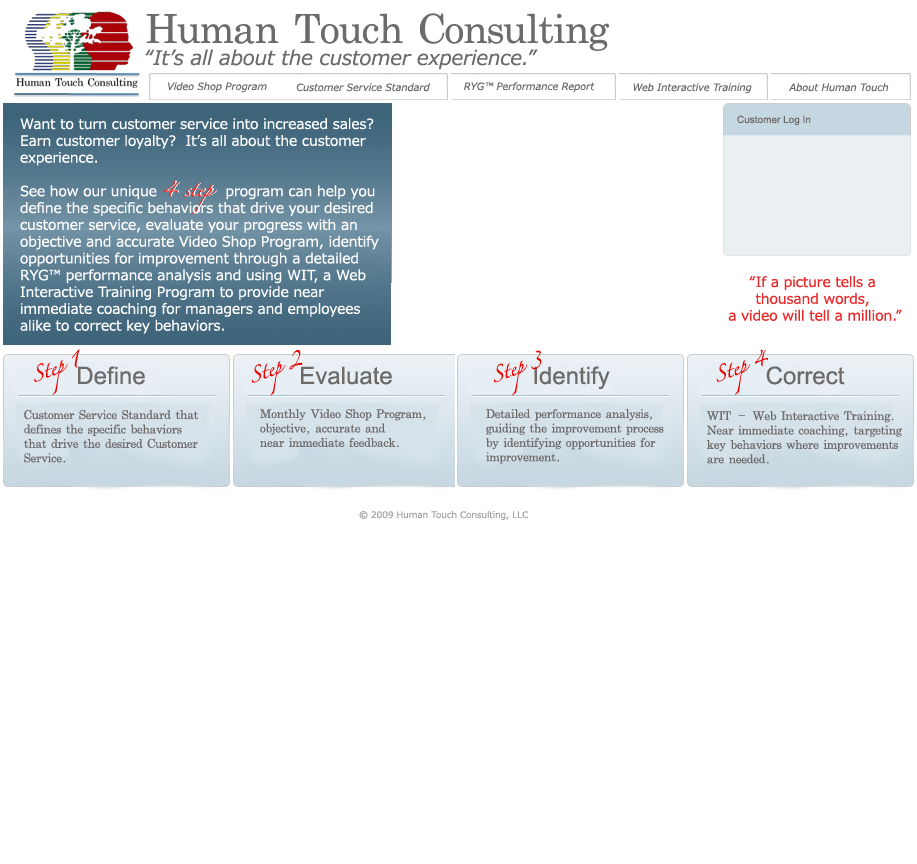 Human Touch Consulting
“It’s all about the customer experience.”
Human Touch Consulting
Video Shop Program
Customer Service Standard
RYG™ Performance Report
Web Interactive Training
About Human Touch
Want to turn customer service into increased sales?
Earn customer loyalty?  It’s all about the customer
experience.
See how our unique 4 step program can help you
define the specific behaviors that drive your desired
customer service, evaluate your progress with an
objective and accurate Video Shop Program, identify
opportunities for improvement through a detailed
RYG™ performance analysis and using WIT, a Web
Interactive Training Program to provide near
immediate coaching for managers and employees
alike to correct key behaviors.
Customer Log In
“If a picture tells a
thousand words,
a video will tell a million.”
Step 1 Define
Customer Service Standard that
defines the specific behaviors
that drive the desired Customer
Service.
Step 2 Evaluate
Monthly Video Shop Program,
objective, accurate and
near immediate feedback.
Step 3 Identify
Detailed performance analysis,
guiding the improvement process
by identifying opportunities for
improvement.
Step 4 Correct
WIT – Web Interactive Training.
Near immediate coaching, targeting
key behaviors where improvements
are needed.
© 2009 Human Touch Consulting, LLC